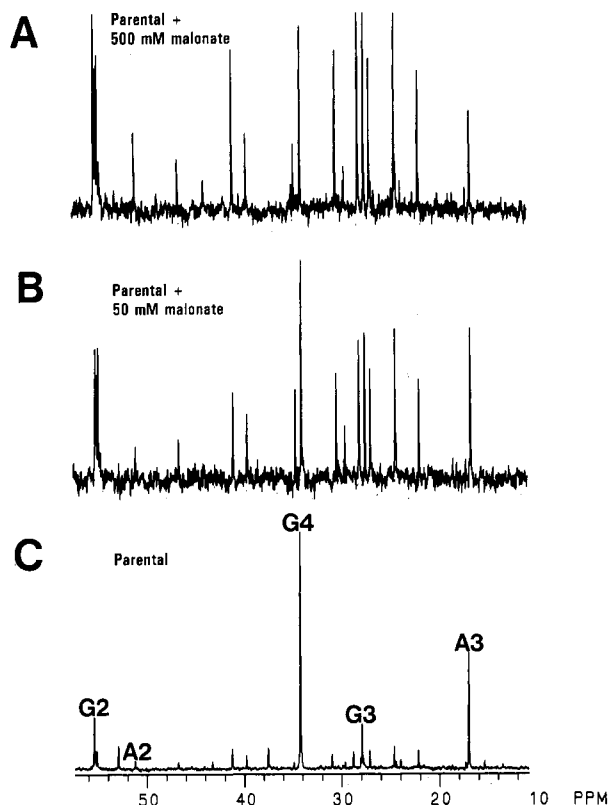 A
Parental +
500 mM malonate
B
Parental +
50 mM malonate
C
Parental
G4
A3
G2
G3
A2
50 40 30 20 10 PPM